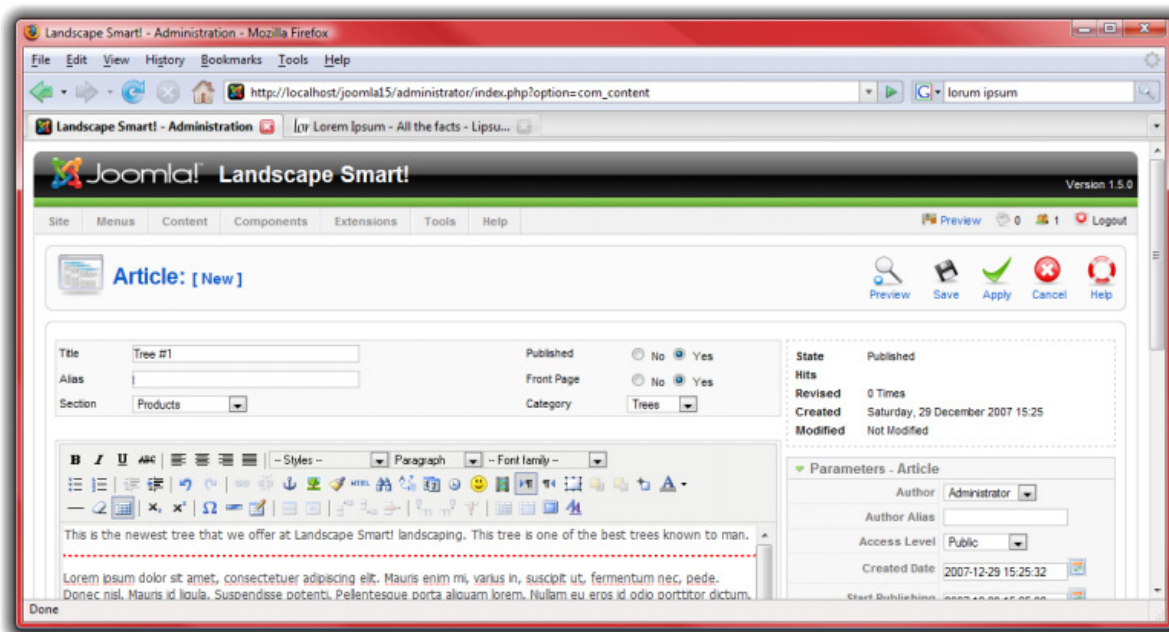 Landscape Smart! - Administration - Mozilla Firefox
File Edit View History Bookmarks Tools Help
http://localhost/joomla15/administrator/index.php?option=com_content
G lorum ipsum
Landscape Smart! - Administration
lor Lorem Ipsum - All the facts - Lipsu...
Joomla! Landscape Smart!
Version 1.5.0
Site Menus Content Components Extensions Tools Help
Preview 0 1 Logout
Article: [ New ]
Preview Save Apply Cancel Help
Title Tree #1 Published No Yes
Alias Front Page No Yes
Section Products Category Trees
State Published
Hits
Revised 0 Times
Created Saturday, 29 December 2007 15:25
Modified Not Modified
B I U ABC -- Styles -- Paragraph -- Font family --
HTML
A
x, x² Ω
This is the newest tree that we offer at Landscape Smart! landscaping. This tree is one of the best trees known to man.
Lorem ipsum dolor sit amet, consectetuer adipiscing elit. Mauris enim mi, varius in, suscipit ut, fermentum nec, pede.
Donec nisl. Mauris id ligula. Suspendisse potenti. Pellentesque porta aliquam lorem. Nullam eu eros id odio porttitor dictum.
Parameters - Article
Author Administrator
Author Alias
Access Level Public
Created Date 2007-12-29 15:25:32
Start Publishing
Done